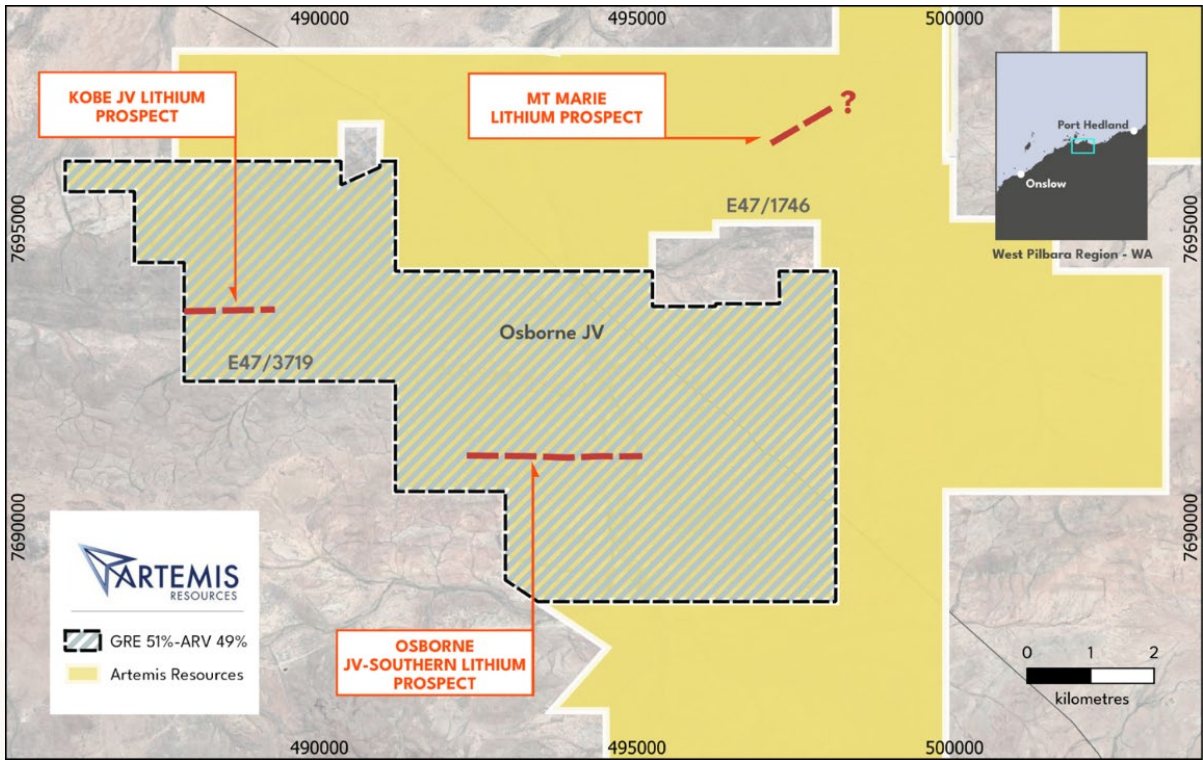 490000
495000
500000
KOBE JV LITHIUM
PROSPECT
MT MARIE
LITHIUM PROSPECT
?
Port Hedland
Onslow
West Pilbara Region - WA
7695000
7695000
E47/1746
Osborne JV
E47/3719
7690000
7690000
ARTEMIS
RESOURCES
GRE 51%-ARV 49%
Artemis Resources
OSBORNE
JV-SOUTHERN LITHIUM
PROSPECT
0 1 2
kilometres
490000
495000
500000